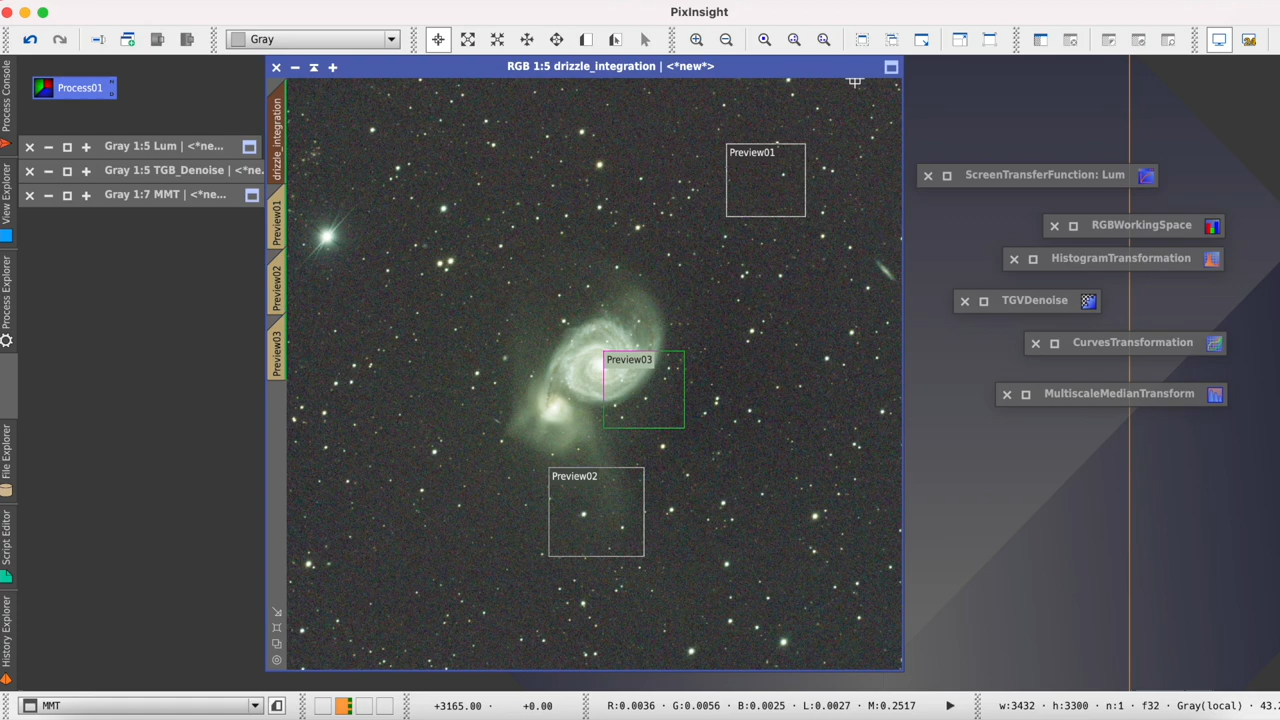 PixInsight
Gray
Process Console
View Explorer
Process Explorer
File Explorer
Script Editor
History Explorer
Process01
N
Gray 1:5 Lum | <*ne...
Gray 1:5 TGB_Denoise | <*ne.
Gray 1:7 MMT | <*ne...
RGB 1:5 drizzle_integration | <*new*>
drizzle_integration
Preview01
Preview02
Preview03
Preview01
Preview03
Preview02
ScreenTransferFunction: Lum
RGBWorkingSpace
HistogramTransformation
TGVDenoise
CurvesTransformation
MultiscaleMedianTransform
MMT
+3165.00 · +0.00
R:0.0036 · G:0.0056 · B:0.0025 · L:0.0027 · M:0.2517
w:3432 · h:3300 · n:1 · f32 · Gray(local) · 43.